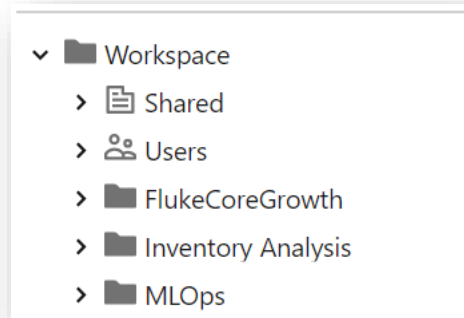 Workspace
Shared
Users
FlukeCoreGrowth
Inventory Analysis
MLOps